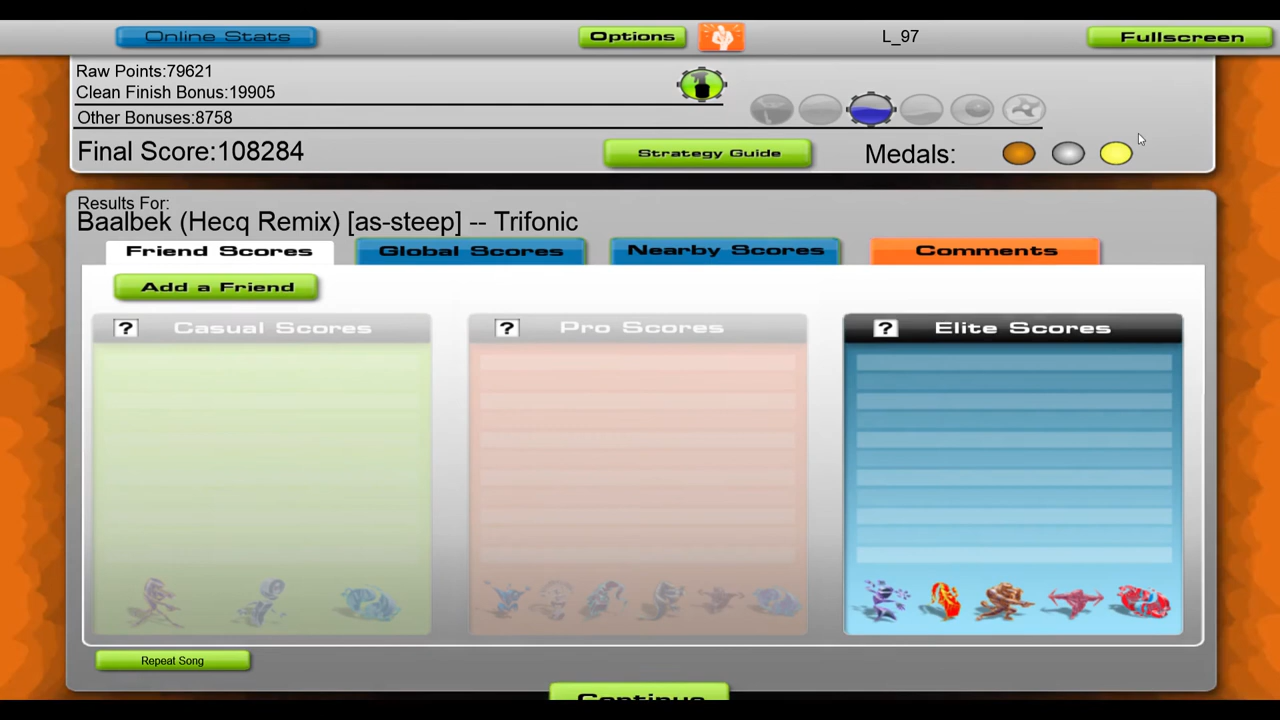 Online Stats
Options
L_97
Fullscreen
Raw Points:79621
Clean Finish Bonus:19905
Other Bonuses:8758
Final Score:108284
Strategy Guide
Medals:
Results For:
Baalbek (Hecq Remix) [as-steep] -- Trifonic
Friend Scores
Global Scores
Nearby Scores
Comments
Add a Friend
? Casual Scores
? Pro Scores
? Elite Scores
Repeat Song
Continue